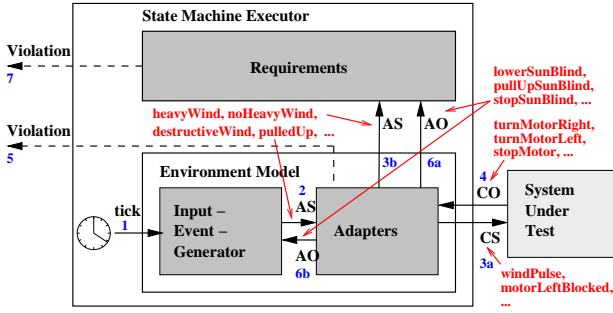 State Machine Executor
Violation
7
Requirements
lowerSunBlind,
pullUpSunBlind,
stopSunBlind, ...
heavyWind, noHeavyWind,
destructiveWind, pulledUp, ...
AS
AO
turnMotorRight,
turnMotorLeft,
stopMotor, ...
Violation
5
3b
6a
Environment Model
4
CO
tick
1
Input –
Event –
Generator
2
AS
AO
6b
Adapters
System
Under
Test
CS
3a
windPulse,
motorLeftBlocked,
...